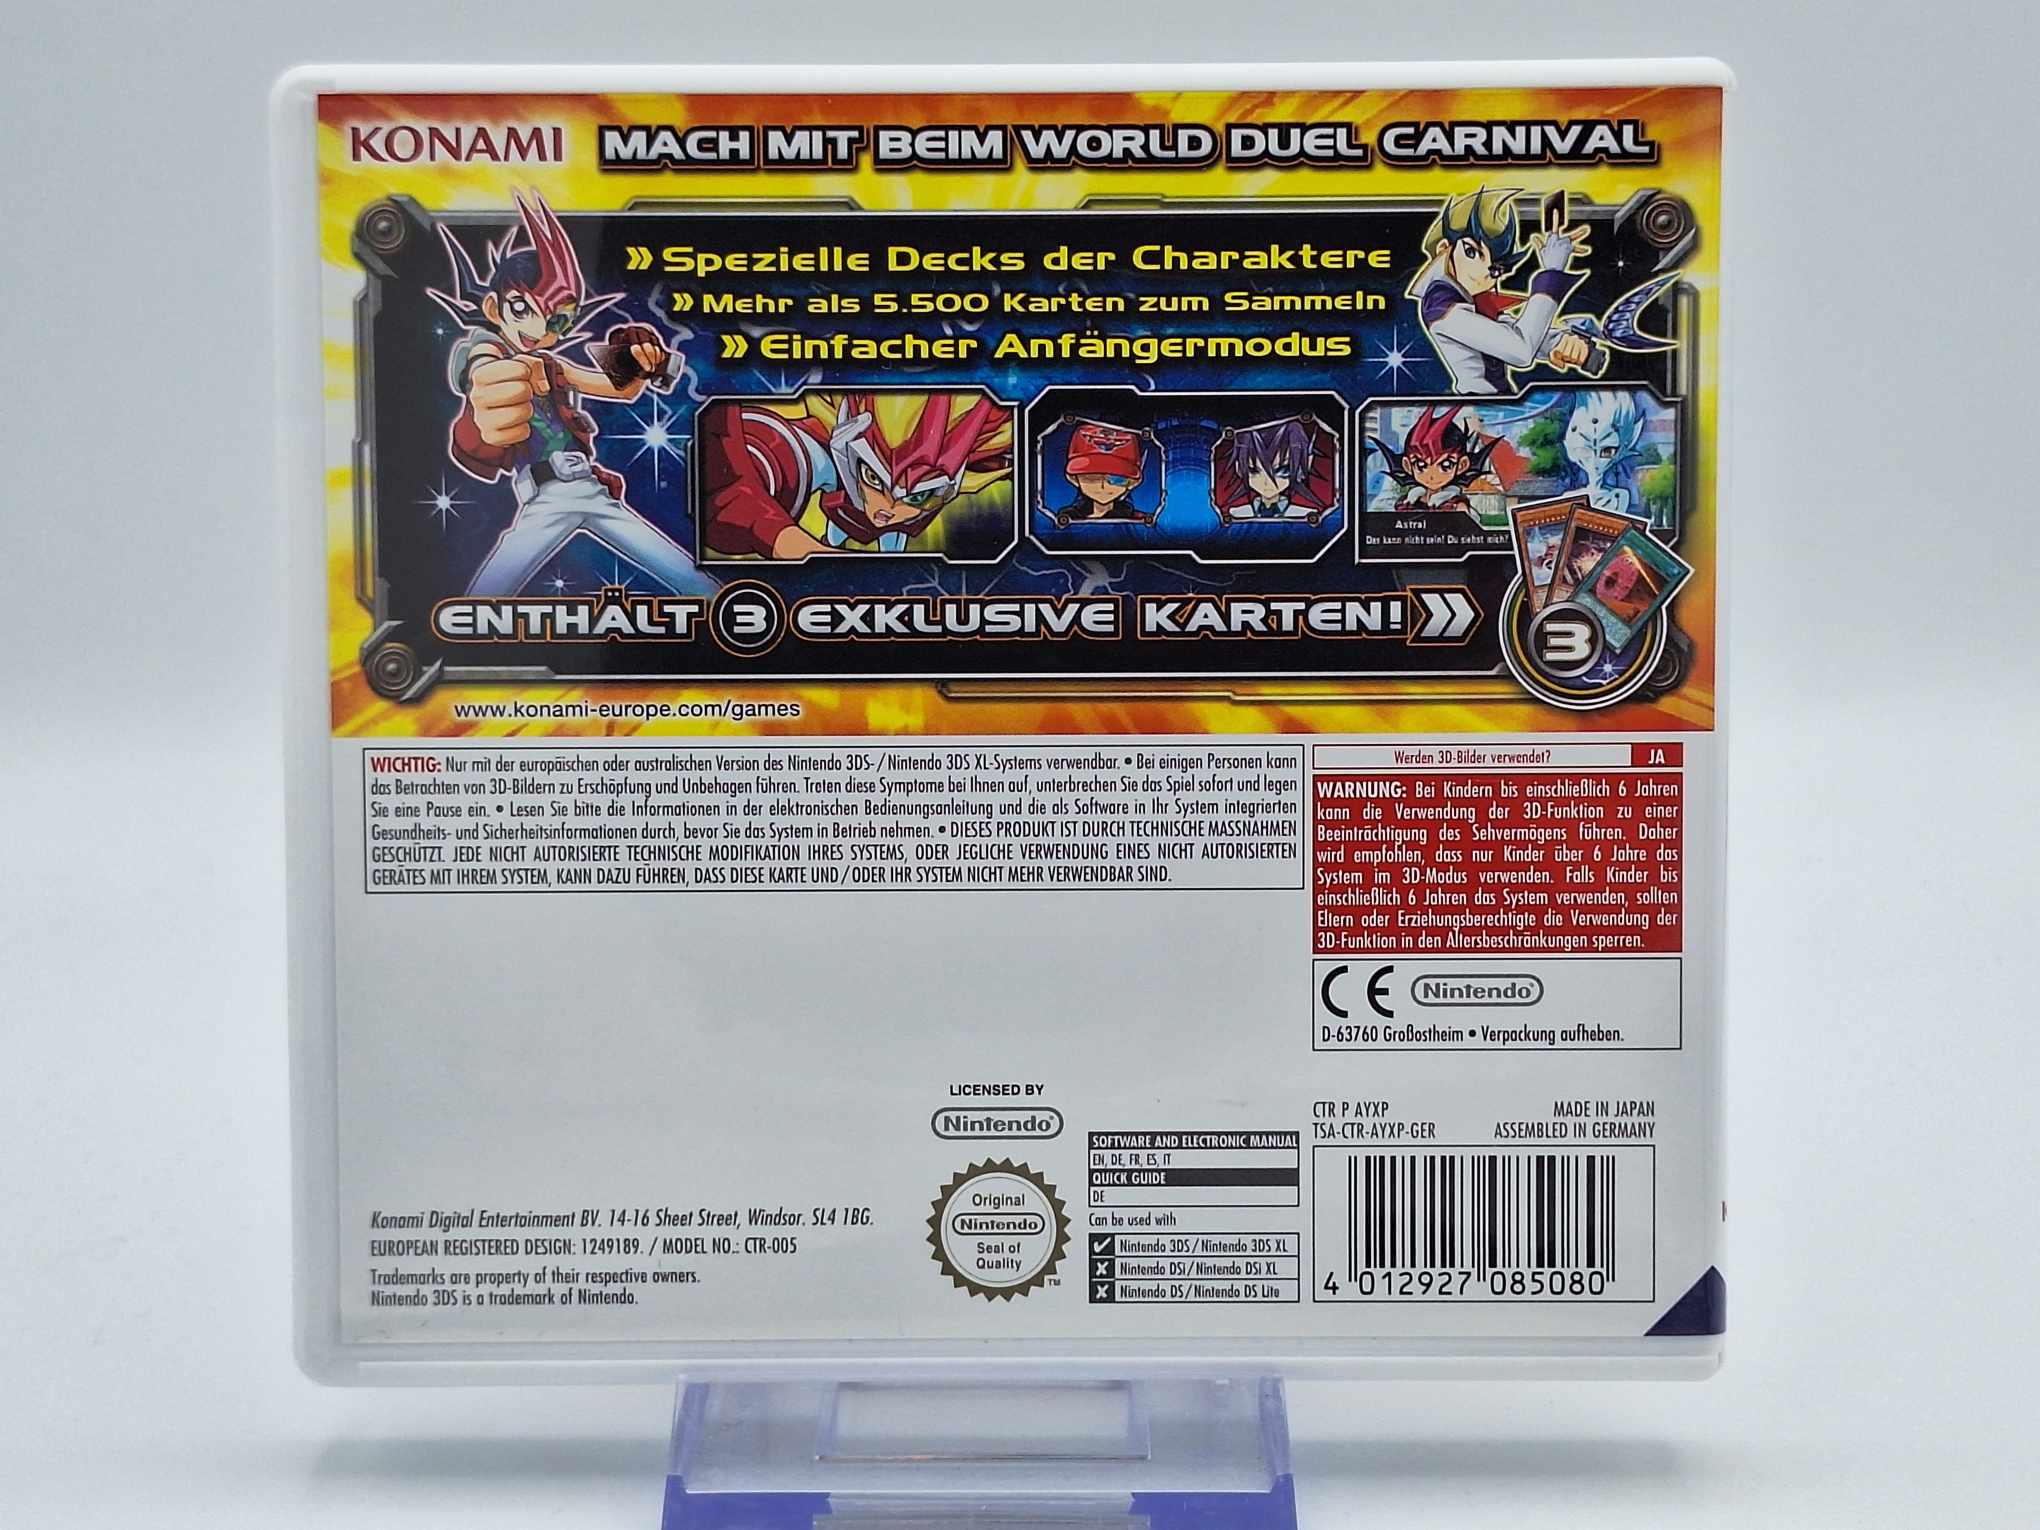 KONAMI
MACH MIT BEIM WORLD DUEL CARNIVAL
» Spezielle Decks der Charaktere
» Mehr als 5.500 Karten zum Sammeln
» Einfacher Anfängermodus
Astral
Das kann nicht sein! Du siehst mich?
ENTHÄLT 3 EXKLUSIVE KARTEN! »
3
www.konami-europe.com/games
WICHTIG: Nur mit der europäischen oder australischen Version des Nintendo 3DS-/Nintendo 3DS XL-Systems verwendbar. • Bei einigen Personen kann
das Betrachten von 3D-Bildern zu Erschöpfung und Unbehagen führen. Treten diese Symptome bei Ihnen auf, unterbrechen Sie das Spiel sofort und legen
Sie eine Pause ein. • Lesen Sie bitte die Informationen in der elektronischen Bedienungsanleitung und die als Software in Ihr System integrierten
Gesundheits- und Sicherheitsinformationen durch, bevor Sie das System in Betrieb nehmen. • DIESES PRODUKT IST DURCH TECHNISCHE MASSNAHMEN
GESCHÜTZT. JEDE NICHT AUTORISIERTE TECHNISCHE MODIFIKATION IHRES SYSTEMS, ODER JEGLICHE VERWENDUNG EINES NICHT AUTORISIERTEN
GERÄTES MIT IHREM SYSTEM, KANN DAZU FÜHREN, DASS DIESE KARTE UND/ODER IHR SYSTEM NICHT MEHR VERWENDBAR SIND.
Werden 3D-Bilder verwendet? JA
WARNUNG: Bei Kindern bis einschließlich 6 Jahren
kann die Verwendung der 3D-Funktion zu einer
Beeinträchtigung des Sehvermögens führen. Daher
wird empfohlen, dass nur Kinder über 6 Jahre das
System im 3D-Modus verwenden. Falls Kinder bis
einschließlich 6 Jahren das System verwenden, sollten
Eltern oder Erziehungsberechtigte die Verwendung der
3D-Funktion in den Altersbeschränkungen sperren.
CE Nintendo®
D-63760 Großostheim • Verpackung aufheben.
LICENSED BY
Nintendo®
Original
Nintendo
Seal of
Quality
TM
SOFTWARE AND ELECTRONIC MANUAL
EN, DE, FR, ES, IT
QUICK GUIDE
DE
Can be used with
Nintendo 3DS/Nintendo 3DS XL
Nintendo DSi/Nintendo DSi XL
Nintendo DS/Nintendo DS Lite
CTR P AYXP MADE IN JAPAN
TSA-CTR-AYXP-GER ASSEMBLED IN GERMANY
4 012927 085080
Konami Digital Entertainment BV. 14-16 Sheet Street, Windsor. SL4 1BG.
EUROPEAN REGISTERED DESIGN: 1249189. / MODEL NO.: CTR-005
Trademarks are property of their respective owners.
Nintendo 3DS is a trademark of Nintendo.